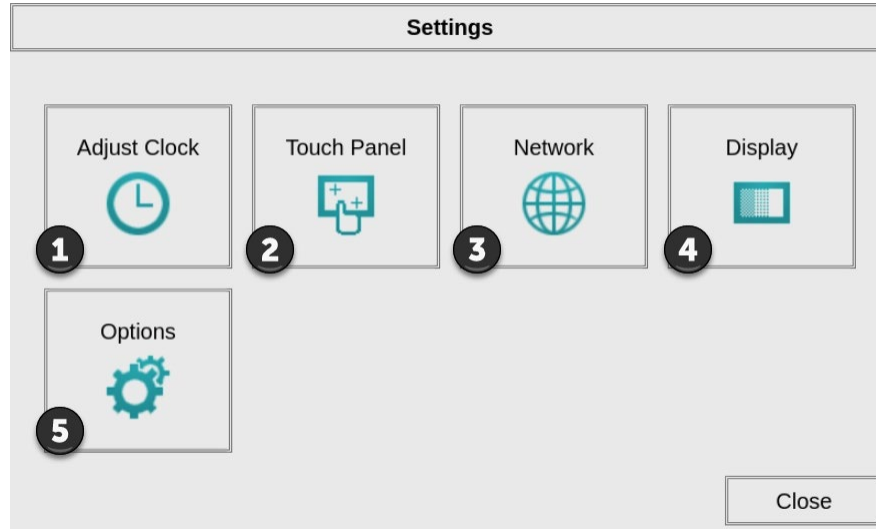 Settings
Adjust Clock
Touch Panel
Network
Display
1
2
3
4
Options
5
Close